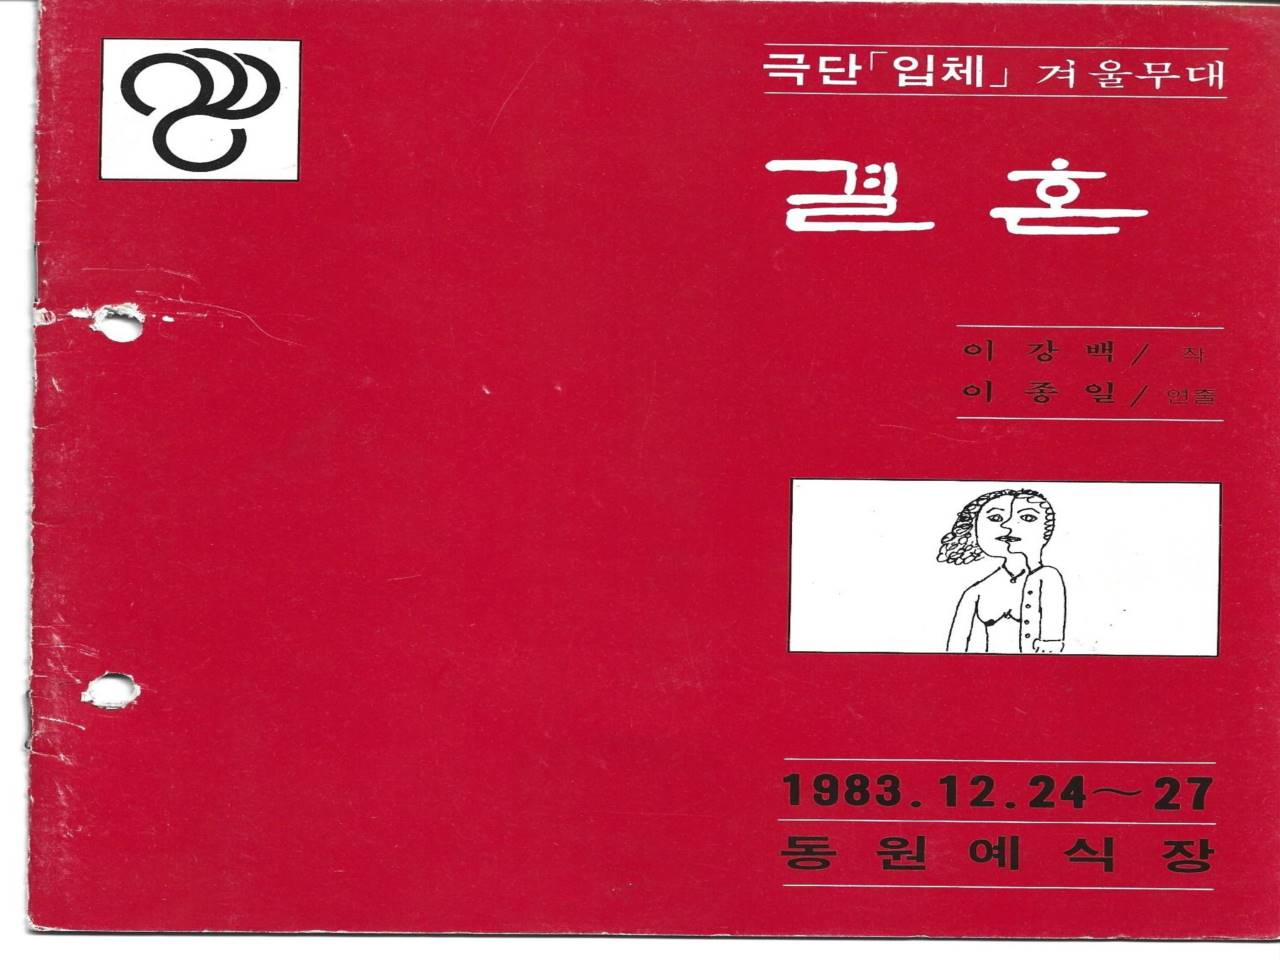 극단「입체」 겨울무대
결혼
이강백/ 작
이종일/ 연출
1983.12.24~27
동원예식장